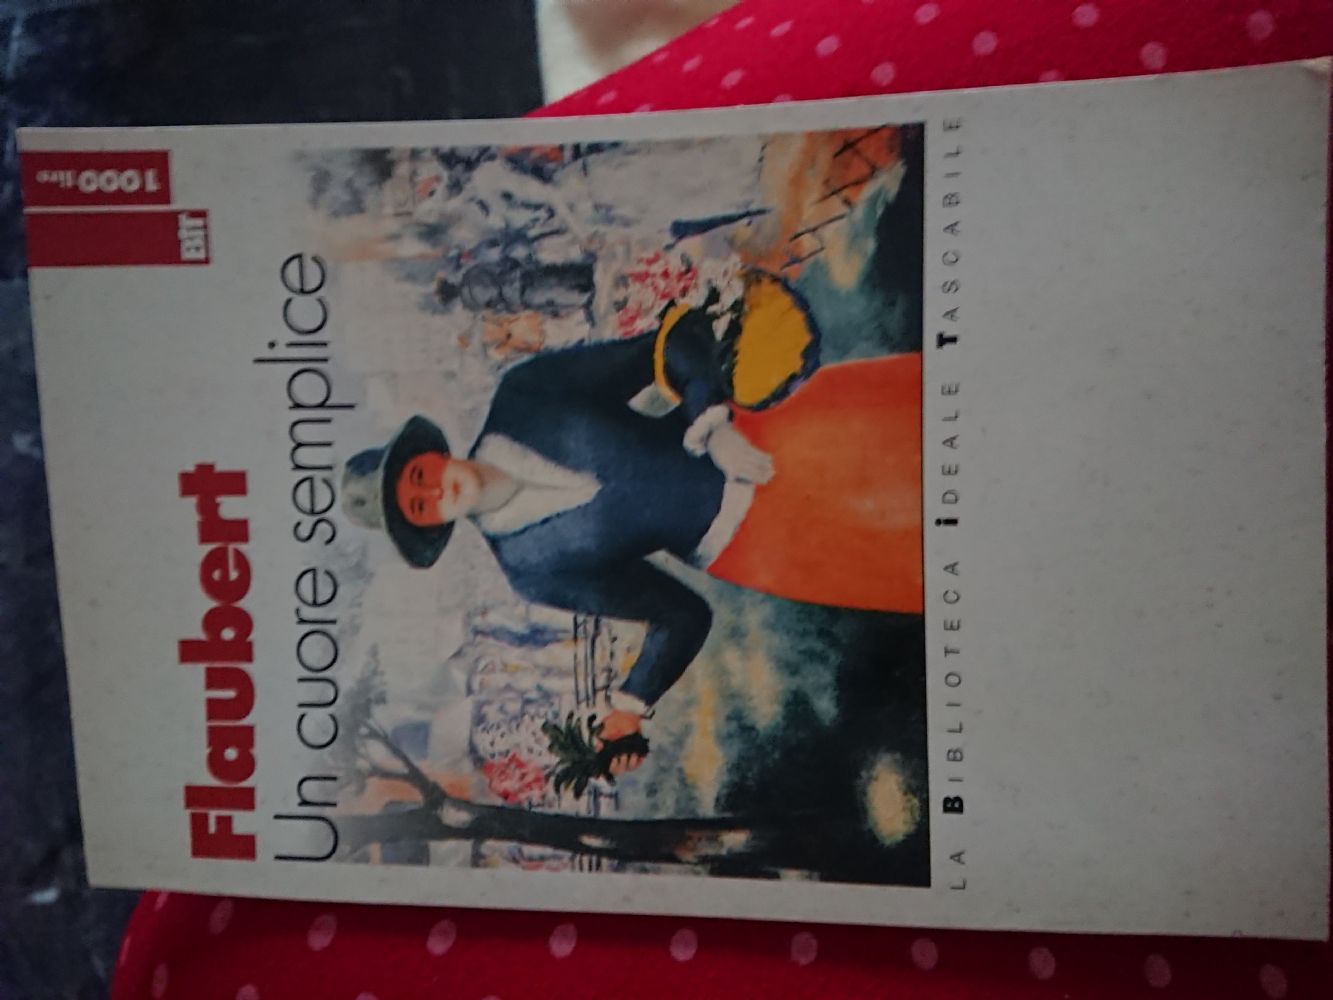 1000 lire
BIT
Flaubert
Un cuore semplice
LA BIBLIOTECA iDEALE TASCABILE